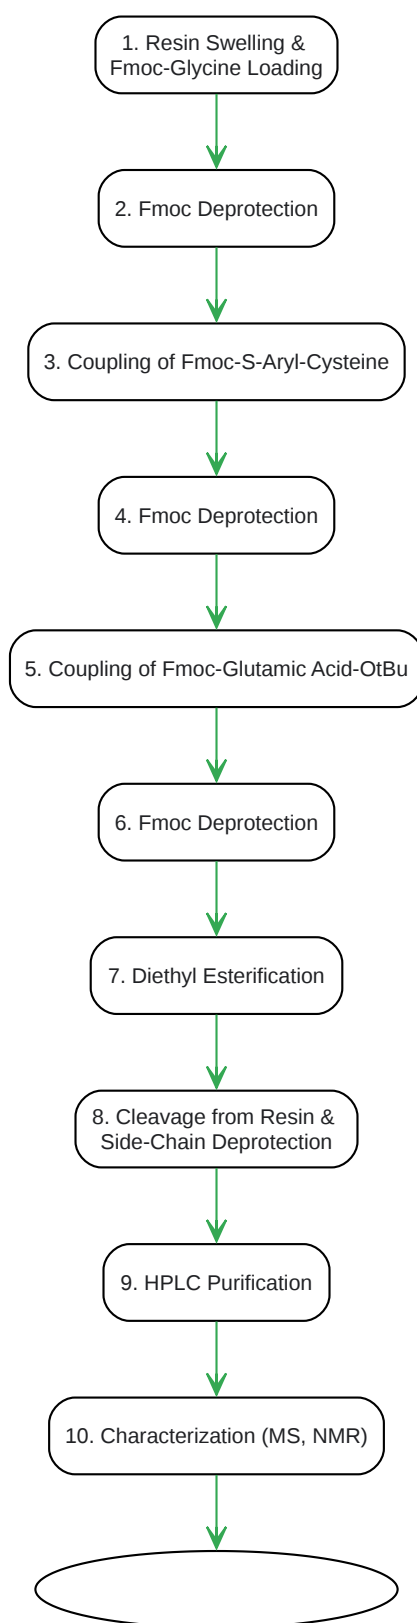 1. Resin Swelling &
Fmoc-Glycine Loading
2. Fmoc Deprotection
3. Coupling of Fmoc-S-Aryl-Cysteine
4. Fmoc Deprotection
5. Coupling of Fmoc-Glutamic Acid-OtBu
6. Fmoc Deprotection
7. Diethyl Esterification
8. Cleavage from Resin &
Side-Chain Deprotection
9. HPLC Purification
10. Characterization (MS, NMR)